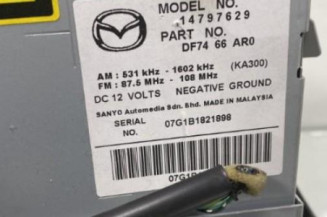 MODEL NO.
14797629
PART NO.
DF74 66 AR0
AM : 531 kHz - 1602 kHz (KA300)
FM : 87.5 MHz - 108 MHz
DC 12 VOLTS NEGATIVE GROUND
SANYO Automedia Sdn. Bhd. MADE IN MALAYSIA
SERIAL NO. 07G1B1821898